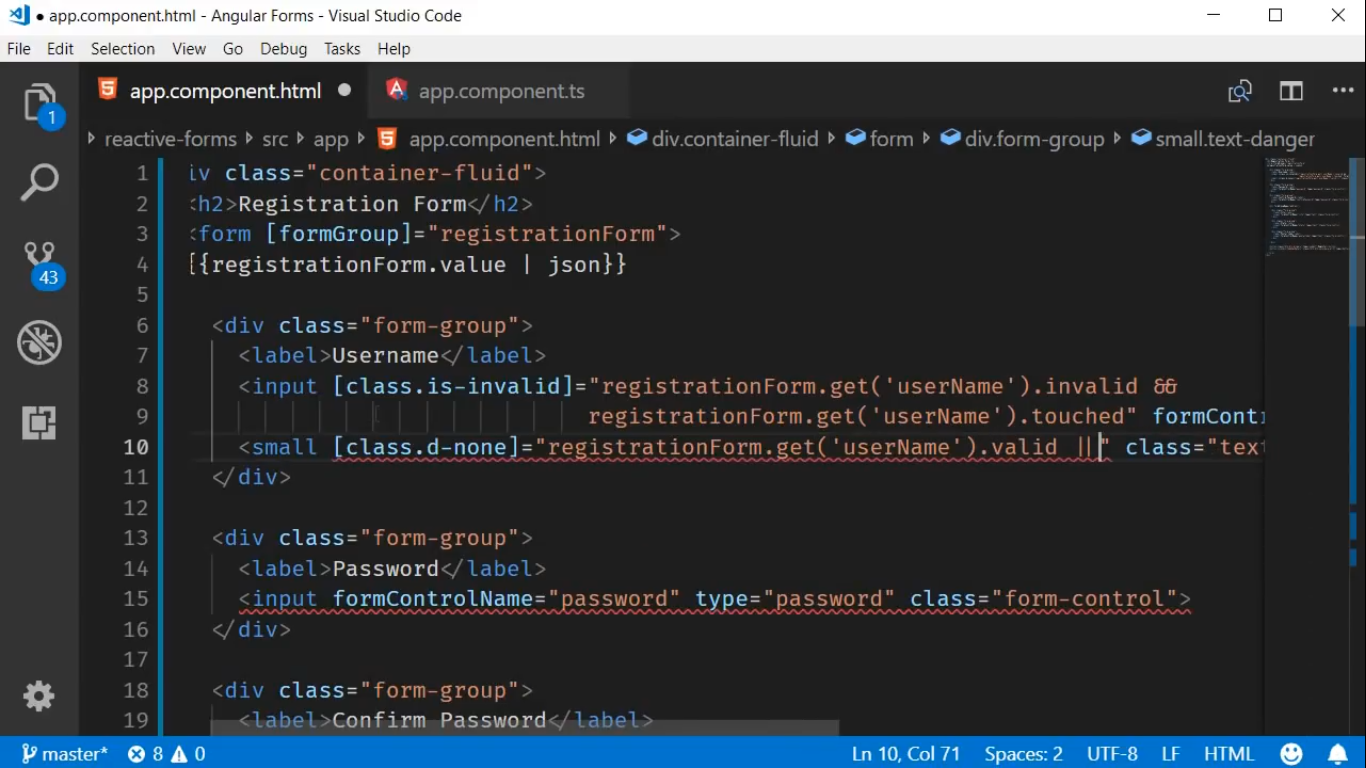 app.component.html - Angular Forms - Visual Studio Code
File Edit Selection View Go Debug Tasks Help
1 app.component.html app.component.ts
reactive-forms src app app.component.html div.container-fluid form div.form-group small.text-danger
1 iv class="container-fluid">
2 <h2>Registration Form</h2>
43
3 <form [formGroup]="registrationForm">
4 {{registrationForm.value | json}}
5
6 <div class="form-group">
7 <label>Username</label>
8 <input [class.is-invalid]="registrationForm.get('userName').invalid &&
9 registrationForm.get('userName').touched" formContr
10 <small [class.d-none]="registrationForm.get('userName').valid ||" class="text
11 </div>
12
13 <div class="form-group">
14 <label>Password</label>
15 <input formControlName="password" type="password" class="form-control">
16 </div>
17
18 <div class="form-group">
19 <label>Confirm Password</label>
master* 8 0 Ln 10, Col 71 Spaces: 2 UTF-8 LF HTML